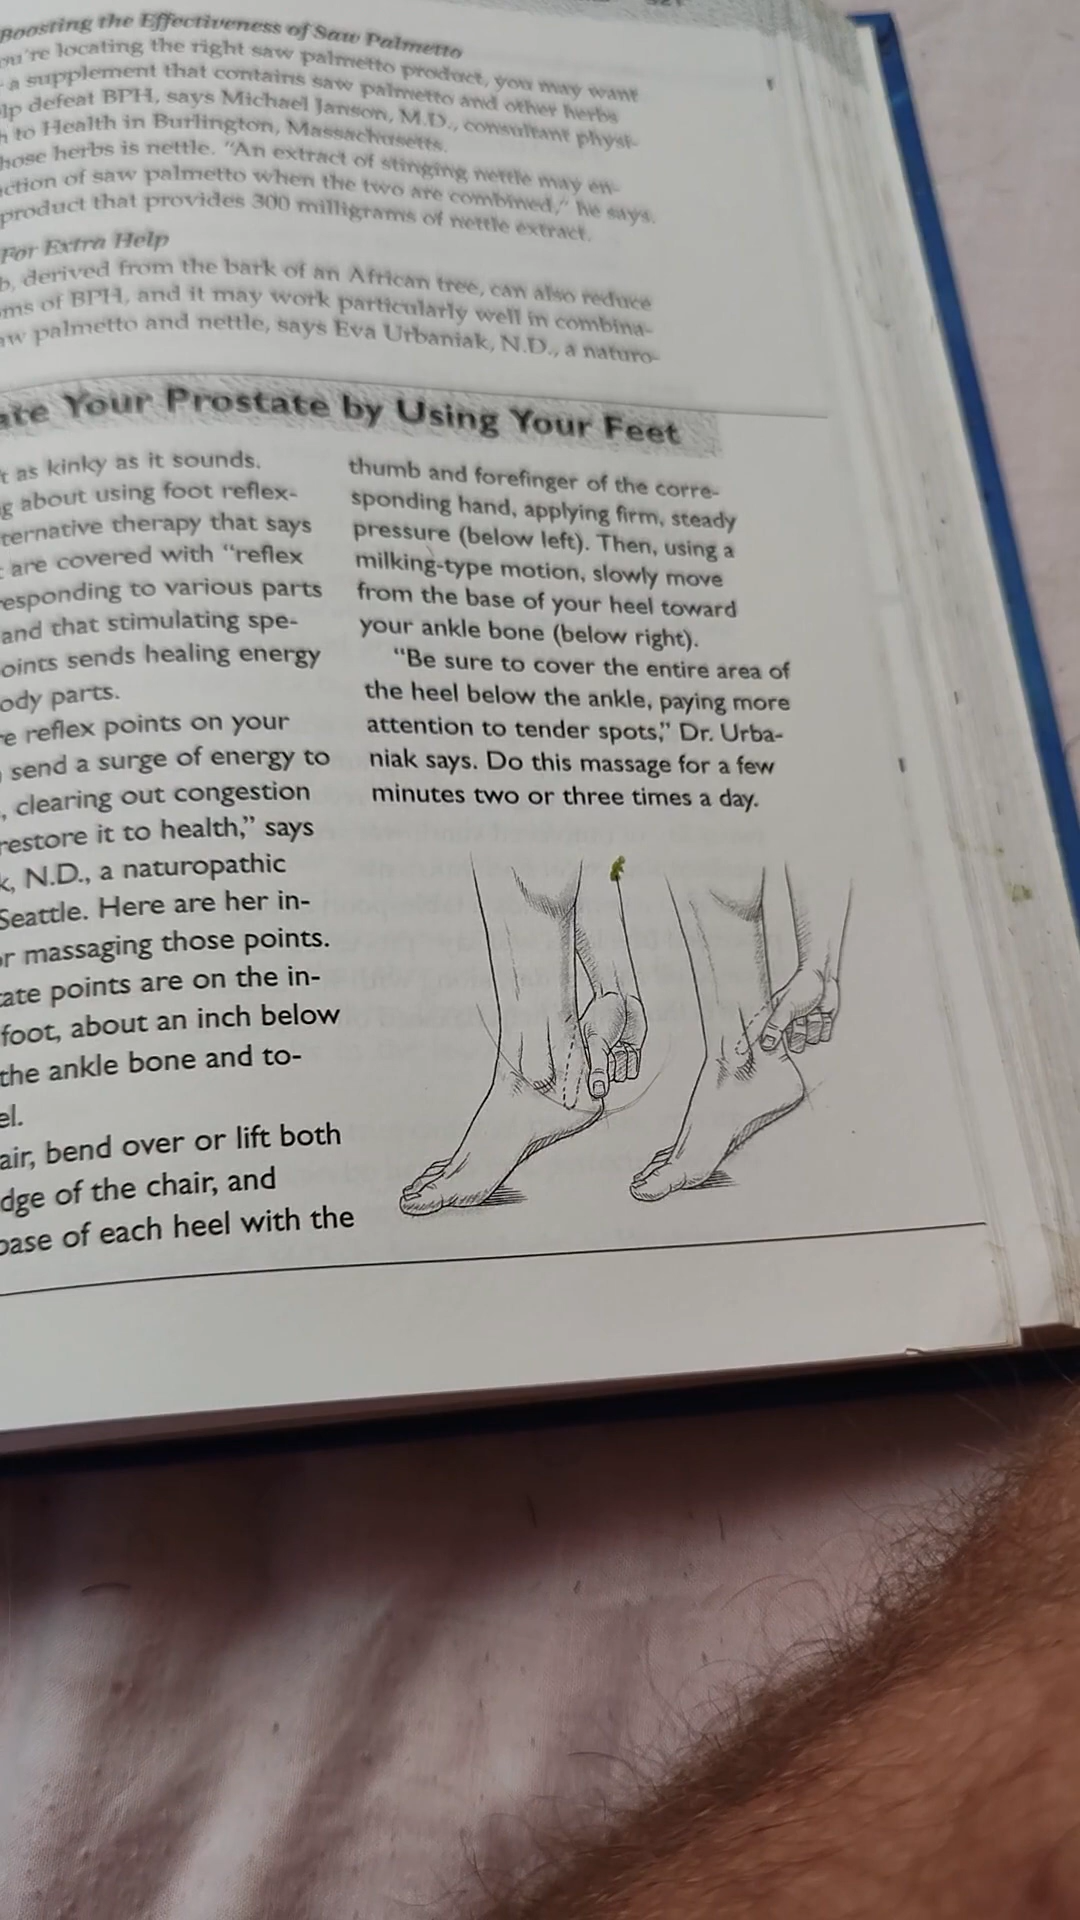 Boosting the Effectiveness of Saw Palmetto
you're locating the right saw palmetto product, you may want
a supplement that contains saw palmetto and other herbs
lp defeat BPH, says Michael Janson, M.D., consultant physi-
h to Health in Burlington, Massachusetts.
hose herbs is nettle. "An extract of stinging nettle may en-
ction of saw palmetto when the two are combined," he says.
product that provides 300 milligrams of nettle extract.
For Extra Help
b, derived from the bark of an African tree, can also reduce
ms of BPH, and it may work particularly well in combina-
aw palmetto and nettle, says Eva Urbaniak, N.D., a naturo-
ate Your Prostate by Using Your Feet
t as kinky as it sounds.
g about using foot reflex-
ternative therapy that says
t are covered with "reflex
responding to various parts
and that stimulating spe-
oints sends healing energy
ody parts.
re reflex points on your
send a surge of energy to
, clearing out congestion
restore it to health," says
k, N.D., a naturopathic
Seattle. Here are her in-
or massaging those points.
tate points are on the in-
foot, about an inch below
the ankle bone and to-
el.
air, bend over or lift both
dge of the chair, and
base of each heel with the
thumb and forefinger of the corre-
sponding hand, applying firm, steady
pressure (below left). Then, using a
milking-type motion, slowly move
from the base of your heel toward
your ankle bone (below right).
"Be sure to cover the entire area of
the heel below the ankle, paying more
attention to tender spots," Dr. Urba-
niak says. Do this massage for a few
minutes two or three times a day.